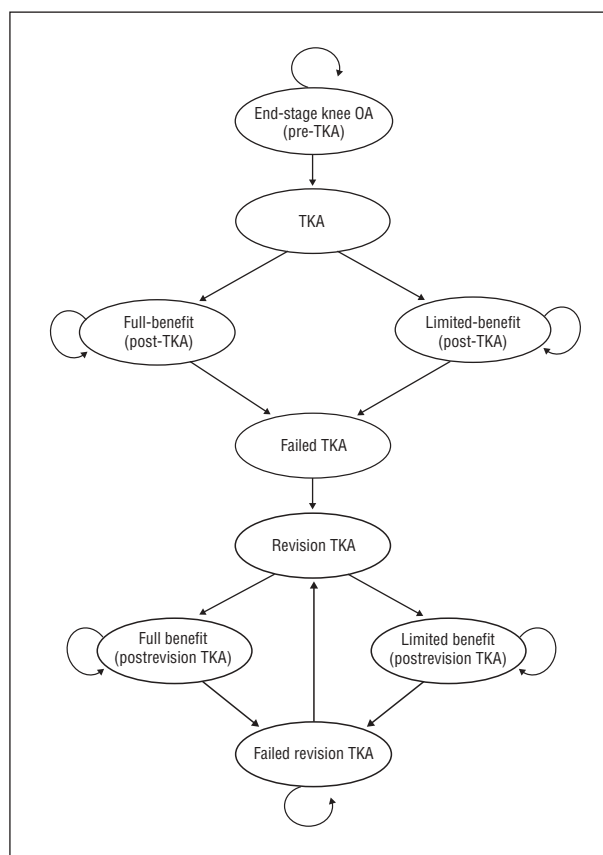 End-stage knee OA
(pre-TKA)
TKA
Full-benefit
(post-TKA)
Limited-benefit
(post-TKA)
Failed TKA
Revision TKA
Full benefit
(postrevision TKA)
Limited benefit
(postrevision TKA)
Failed revision TKA